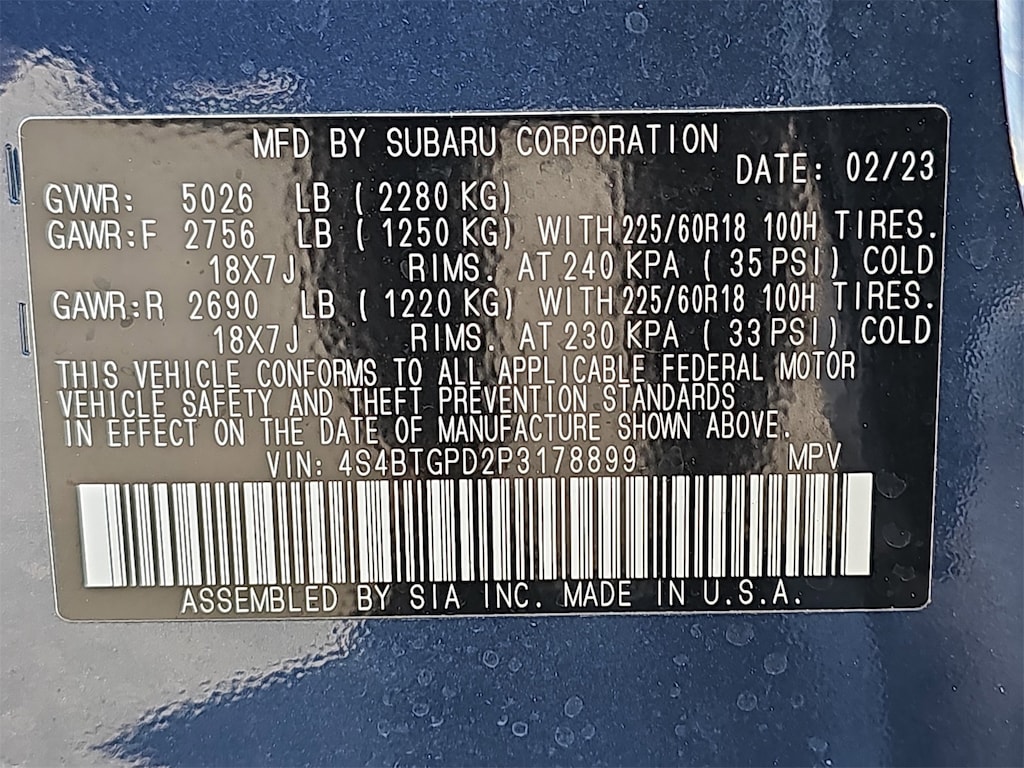 MFD BY SUBARU CORPORATION
DATE: 02/23
GVWR: 5026 LB ( 2280 KG)
GAWR:F 2756 LB ( 1250 KG) WITH 225/60R18 100H TIRES.
18X7J RIMS. AT 240 KPA ( 35 PSI) COLD
GAWR:R 2690 LB ( 1220 KG) WITH 225/60R18 100H TIRES.
18X7J RIMS. AT 230 KPA ( 33 PSI) COLD
THIS VEHICLE CONFORMS TO ALL APPLICABLE FEDERAL MOTOR
VEHICLE SAFETY AND THEFT PREVENTION STANDARDS
IN EFFECT ON THE DATE OF MANUFACTURE SHOWN ABOVE.
VIN: 4S4BTGPD2P3178899 MPV
ASSEMBLED BY SIA INC. MADE IN U.S.A.